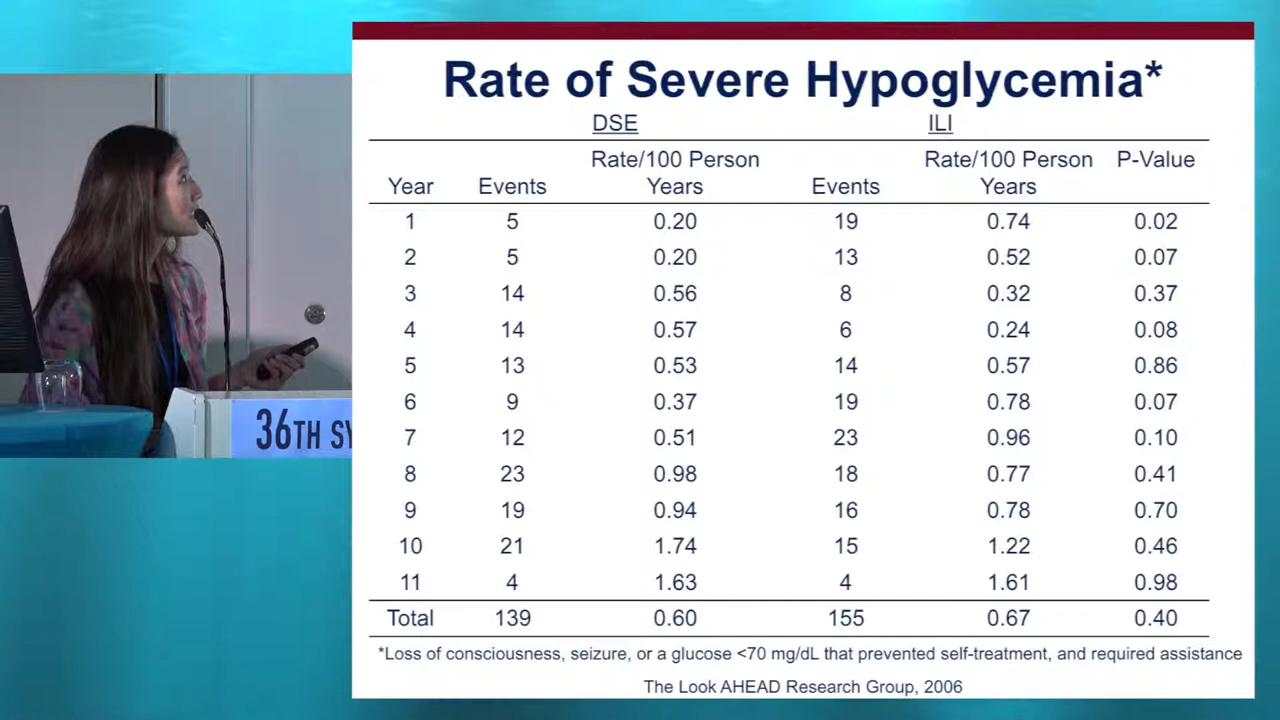 Rate of Severe Hypoglycemia*
DSE ILI
Rate/100 Person Rate/100 Person P-Value
Year Events Years Events Years
1 5 0.20 19 0.74 0.02
2 5 0.20 13 0.52 0.07
3 14 0.56 8 0.32 0.37
4 14 0.57 6 0.24 0.08
5 13 0.53 14 0.57 0.86
6 9 0.37 19 0.78 0.07
7 12 0.51 23 0.96 0.10
8 23 0.98 18 0.77 0.41
9 19 0.94 16 0.78 0.70
10 21 1.74 15 1.22 0.46
11 4 1.63 4 1.61 0.98
Total 139 0.60 155 0.67 0.40
*Loss of consciousness, seizure, or a glucose <70 mg/dL that prevented self-treatment, and required assistance
The Look AHEAD Research Group, 2006
36TH SY